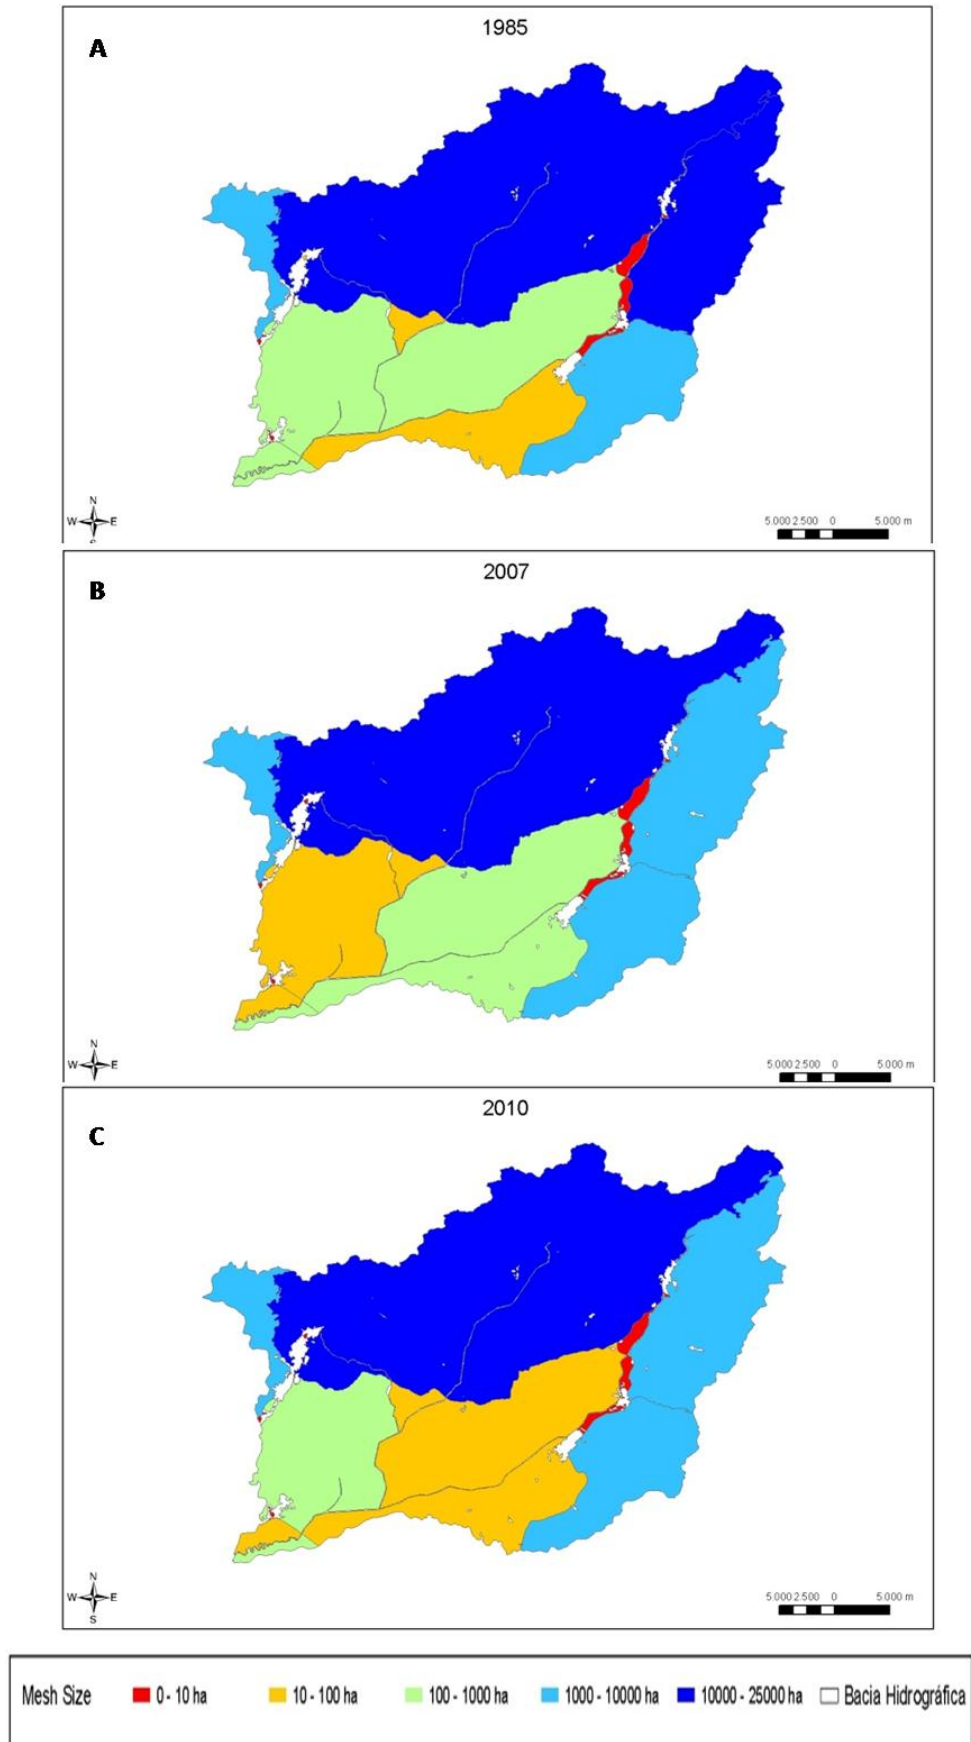 1985
A
N
W E
S
5.000 2.500 0 5.000 m
2007
B
N
W E
5.000 2.500 0 5.000 m
2010
C
N
W E
S
5.000 2.500 0 5.000 m
Mesh Size 0 - 10 ha 10 - 100 ha 100 - 1000 ha 1000 - 10000 ha 10000 - 25000 ha Bacia Hidrográfica